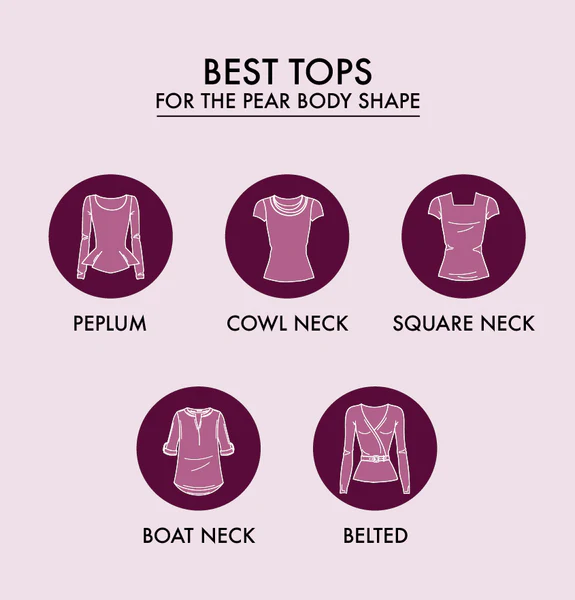 BEST TOPS
FOR THE PEAR BODY SHAPE
PEPLUM
COWL NECK
SQUARE NECK
BOAT NECK
BELTED